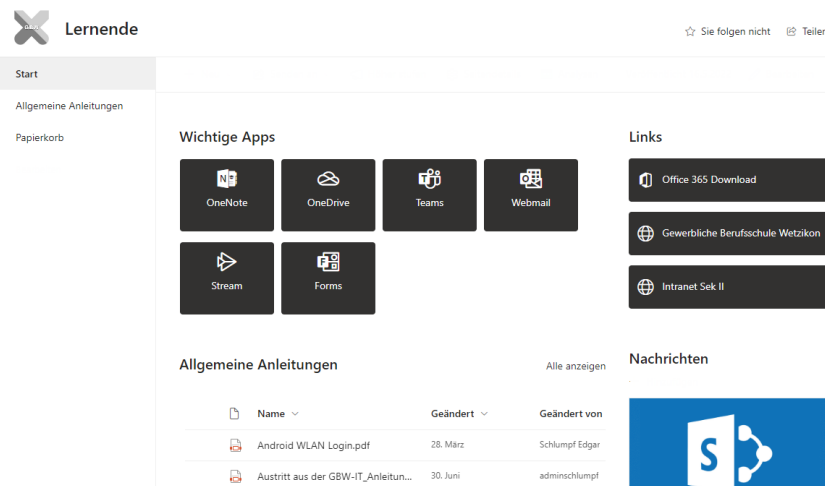 Lernende
Sie folgen nicht
Start
Allgemeine Anleitungen
Papierkorb
Wichtige Apps
OneNote
OneDrive
Teams
Webmail
Stream
Forms
Links
Office 365 Download
Gewerbliche Berufsschule Wetzikon
Intranet Sek II
Allgemeine Anleitungen
Alle anzeigen
Name Geändert Geändert von
Android WLAN Login.pdf 28. März Schlumpf Edgar
Austritt aus der GBW-IT_Anleitun... 30. Juni adminschlumpf
Nachrichten
S